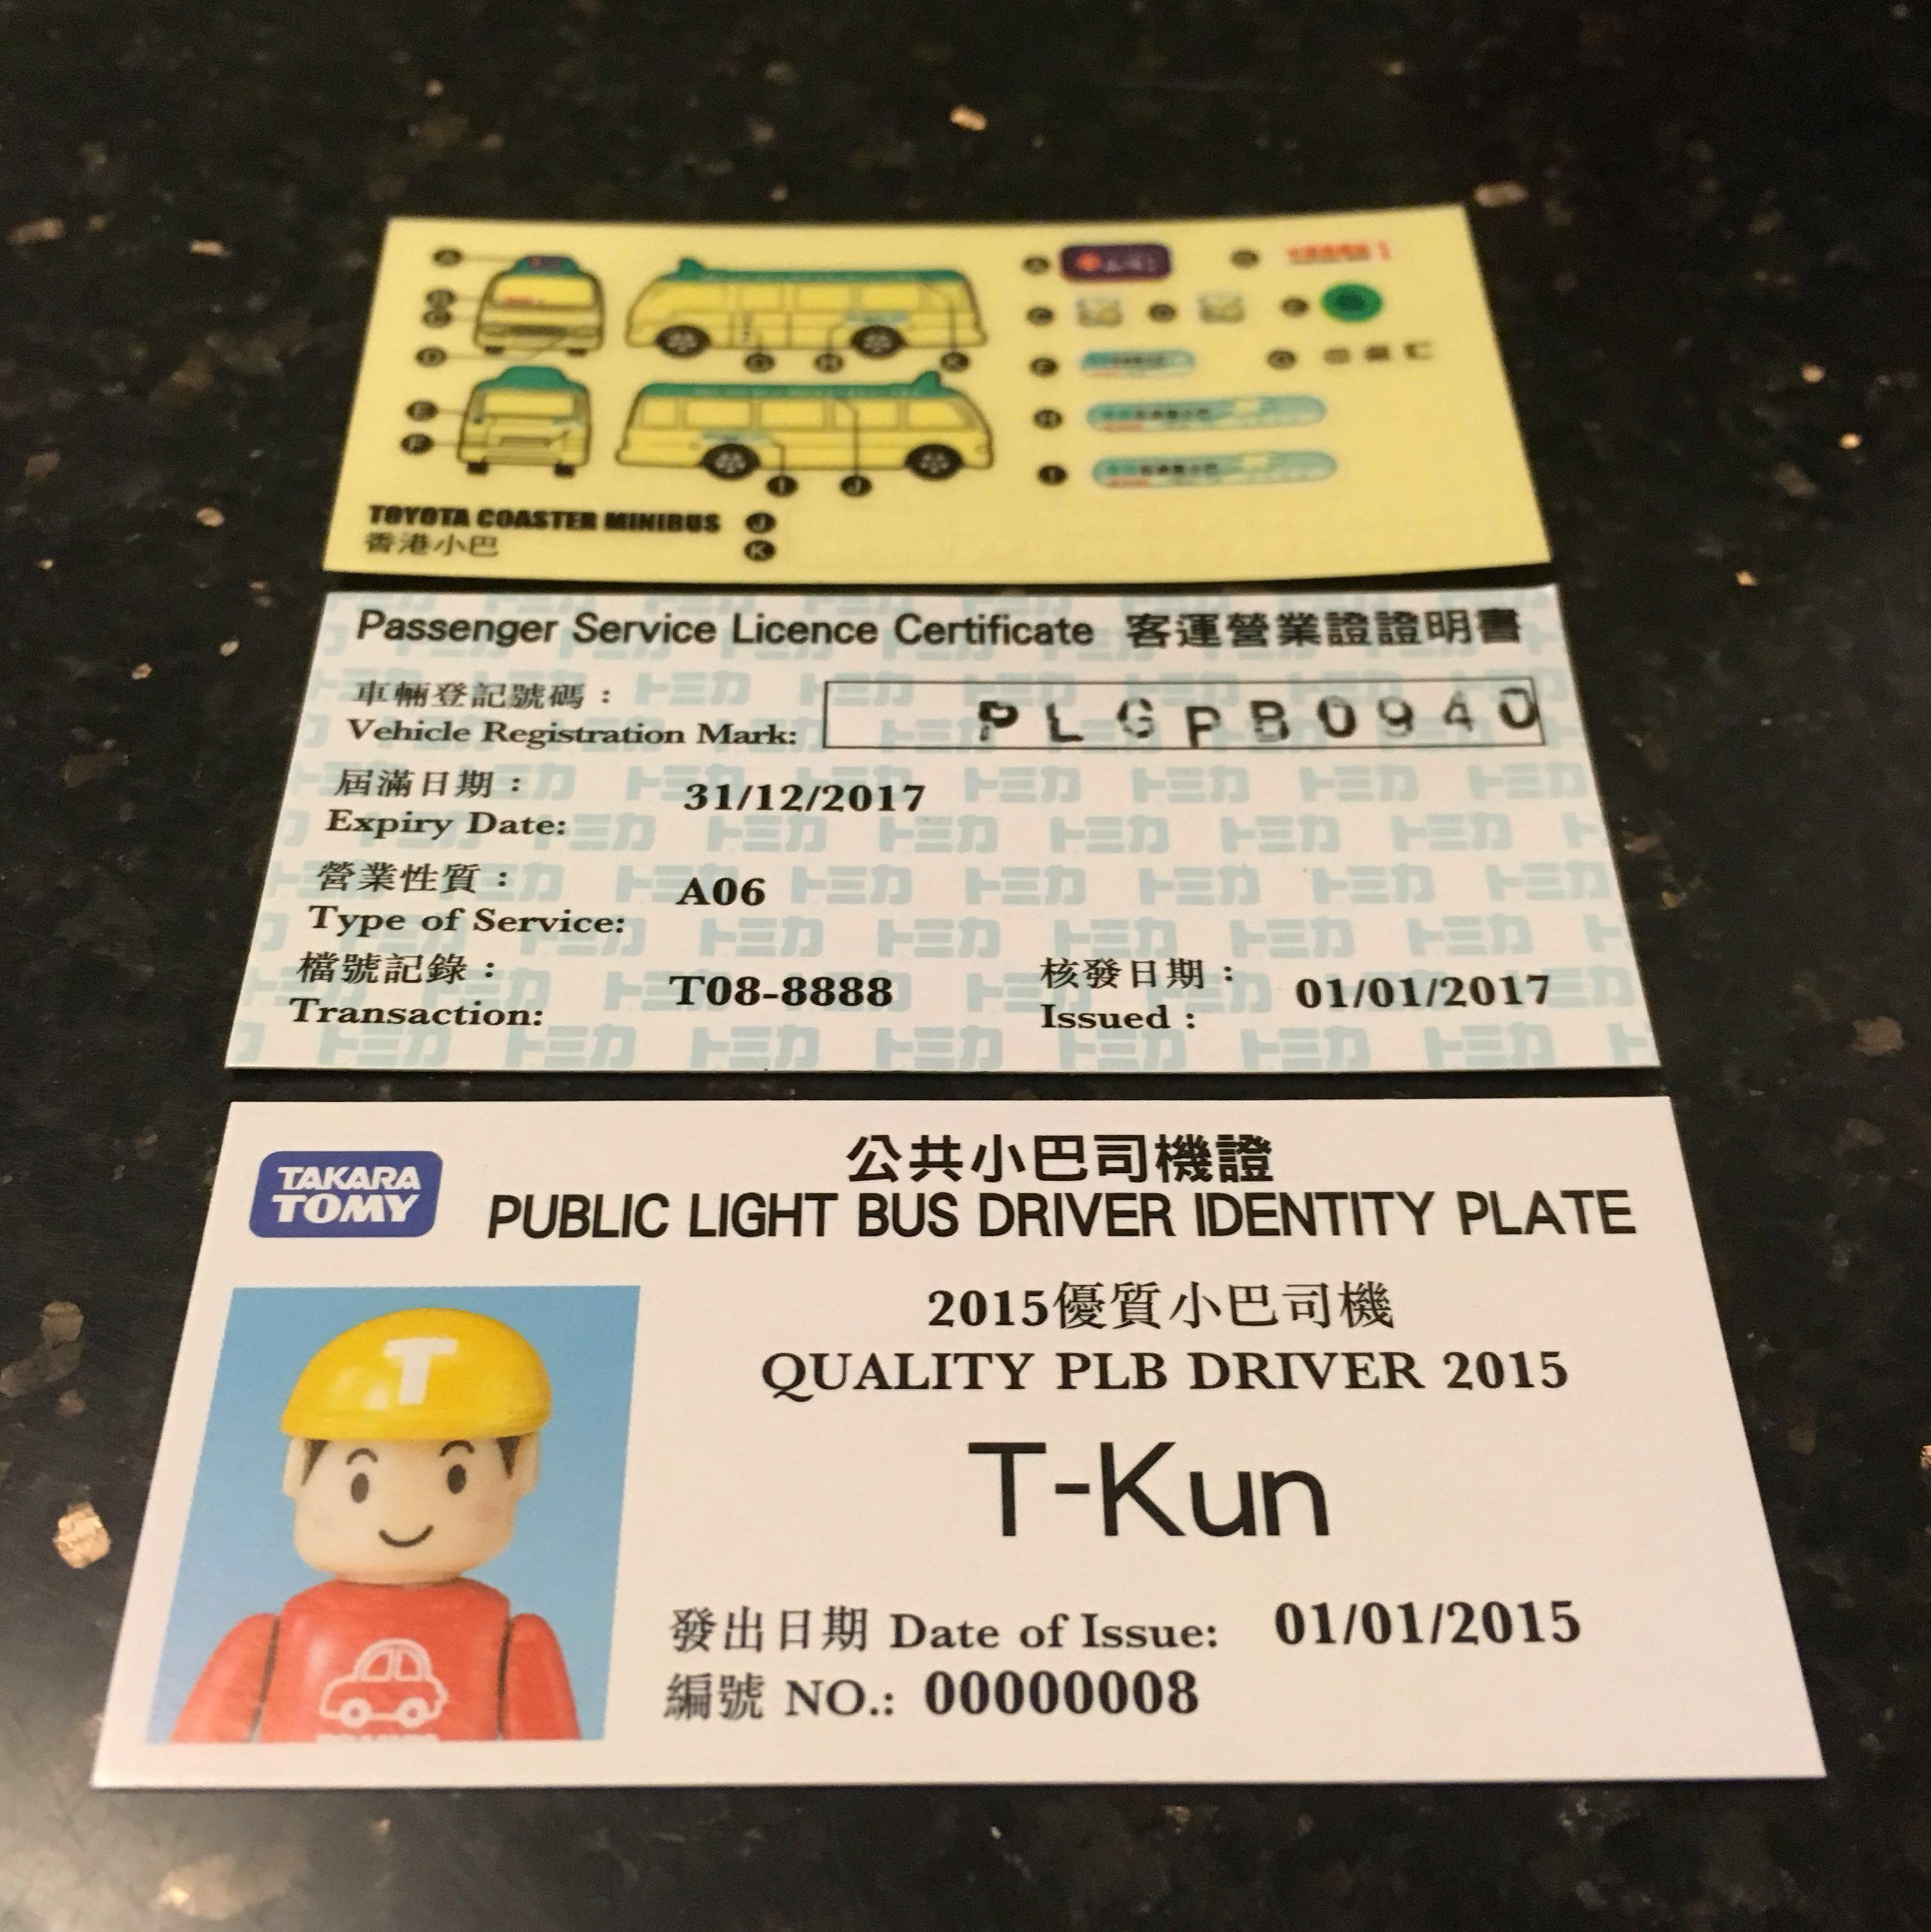 TOYOTA COASTER MINIBUS
香港小巴
A
B
C
D
E
F
G
H
I
J
K
Passenger Service Licence Certificate 客運營業證證明書
車輛登記號碼：
Vehicle Registration Mark: PLGPB0940
屆滿日期：
Expiry Date: 31/12/2017
營業性質：
Type of Service: A06
檔號記錄：
Transaction: T08-8888
核發日期：
Issued : 01/01/2017
トミカ
TAKARA
TOMY
公共小巴司機證
PUBLIC LIGHT BUS DRIVER IDENTITY PLATE
2015優質小巴司機
QUALITY PLB DRIVER 2015
T-Kun
T
發出日期 Date of Issue: 01/01/2015
編號 NO.: 00000008